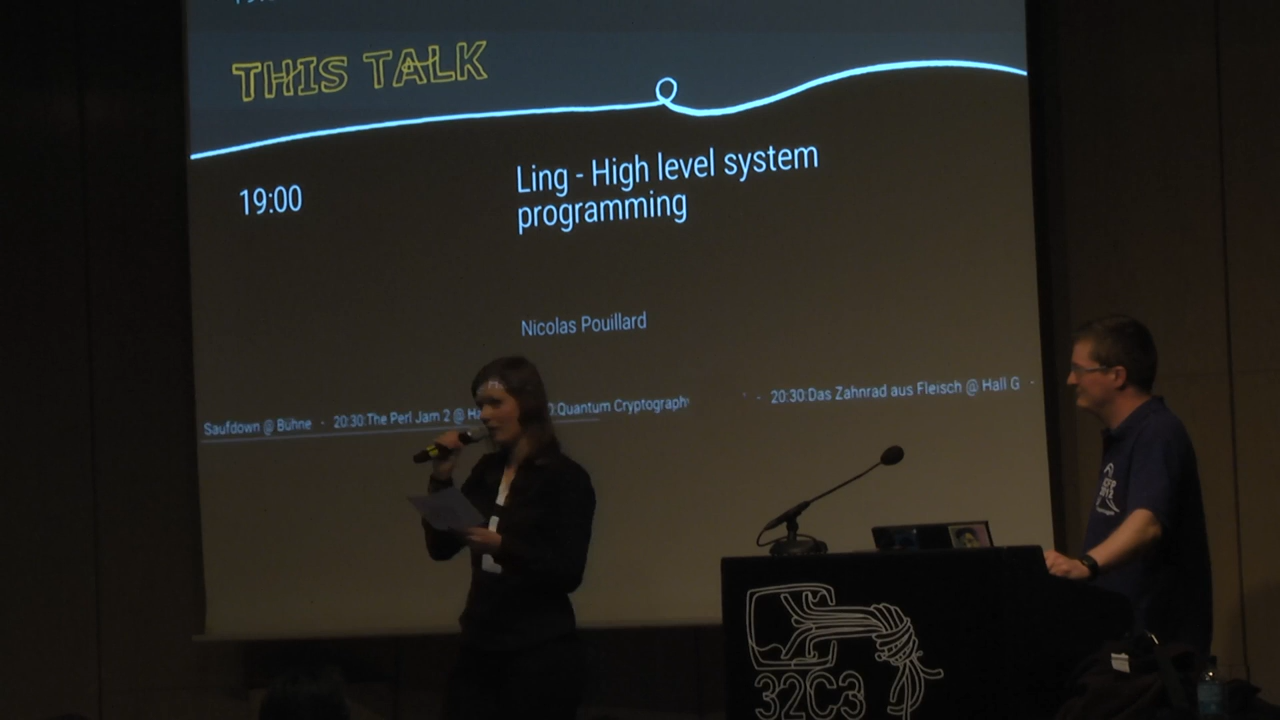 THIS TALK
19:00
Ling - High level system
programming
Nicolas Pouillard
Saufdown @ Bühne - 20:30:The Perl Jam 2 @ Ha
:Quantum Cryptography
- 20:30:Das Zahnrad aus Fleisch @ Hall G -
32C3